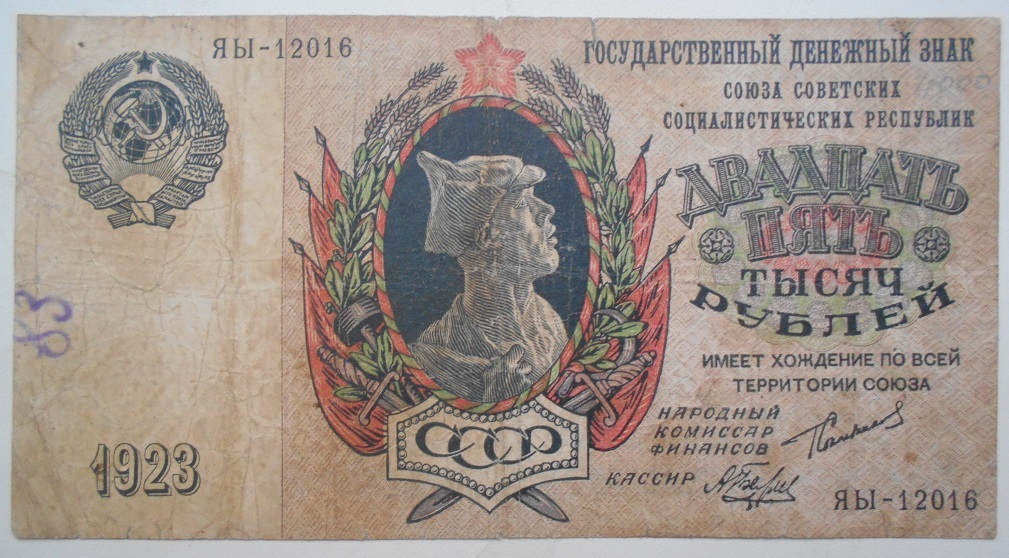 ЯЫ-12016
ГОСУДАРСТВЕННЫЙ ДЕНЕЖНЫЙ ЗНАК
СОЮЗА СОВЕТСКИХ
СОЦИАЛИСТИЧЕСКИХ РЕСПУБЛИК
ДВАДЦАТЬ
ПЯТЬ
ТЫСЯЧ
РУБЛЕЙ
ИМЕЕТ ХОЖДЕНИЕ ПО ВСЕЙ
ТЕРРИТОРИИ СОЮЗА
НАРОДНЫЙ
КОМИССАР
ФИНАНСОВ
КАССИР
ЯЫ-12016
СССР
1923
83